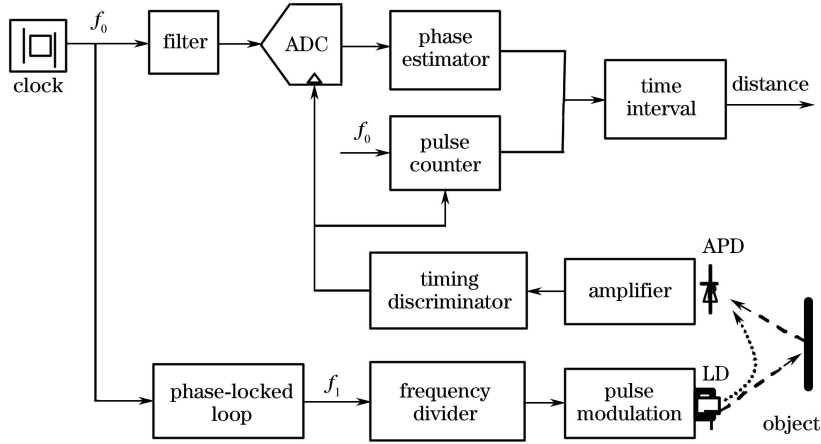 f₀
filter
ADC
phase
estimator
clock
time
interval
distance
f₀
pulse
counter
APD
timing
discriminator
amplifier
LD
phase-locked
loop
f₁
frequency
divider
pulse
modulation
object